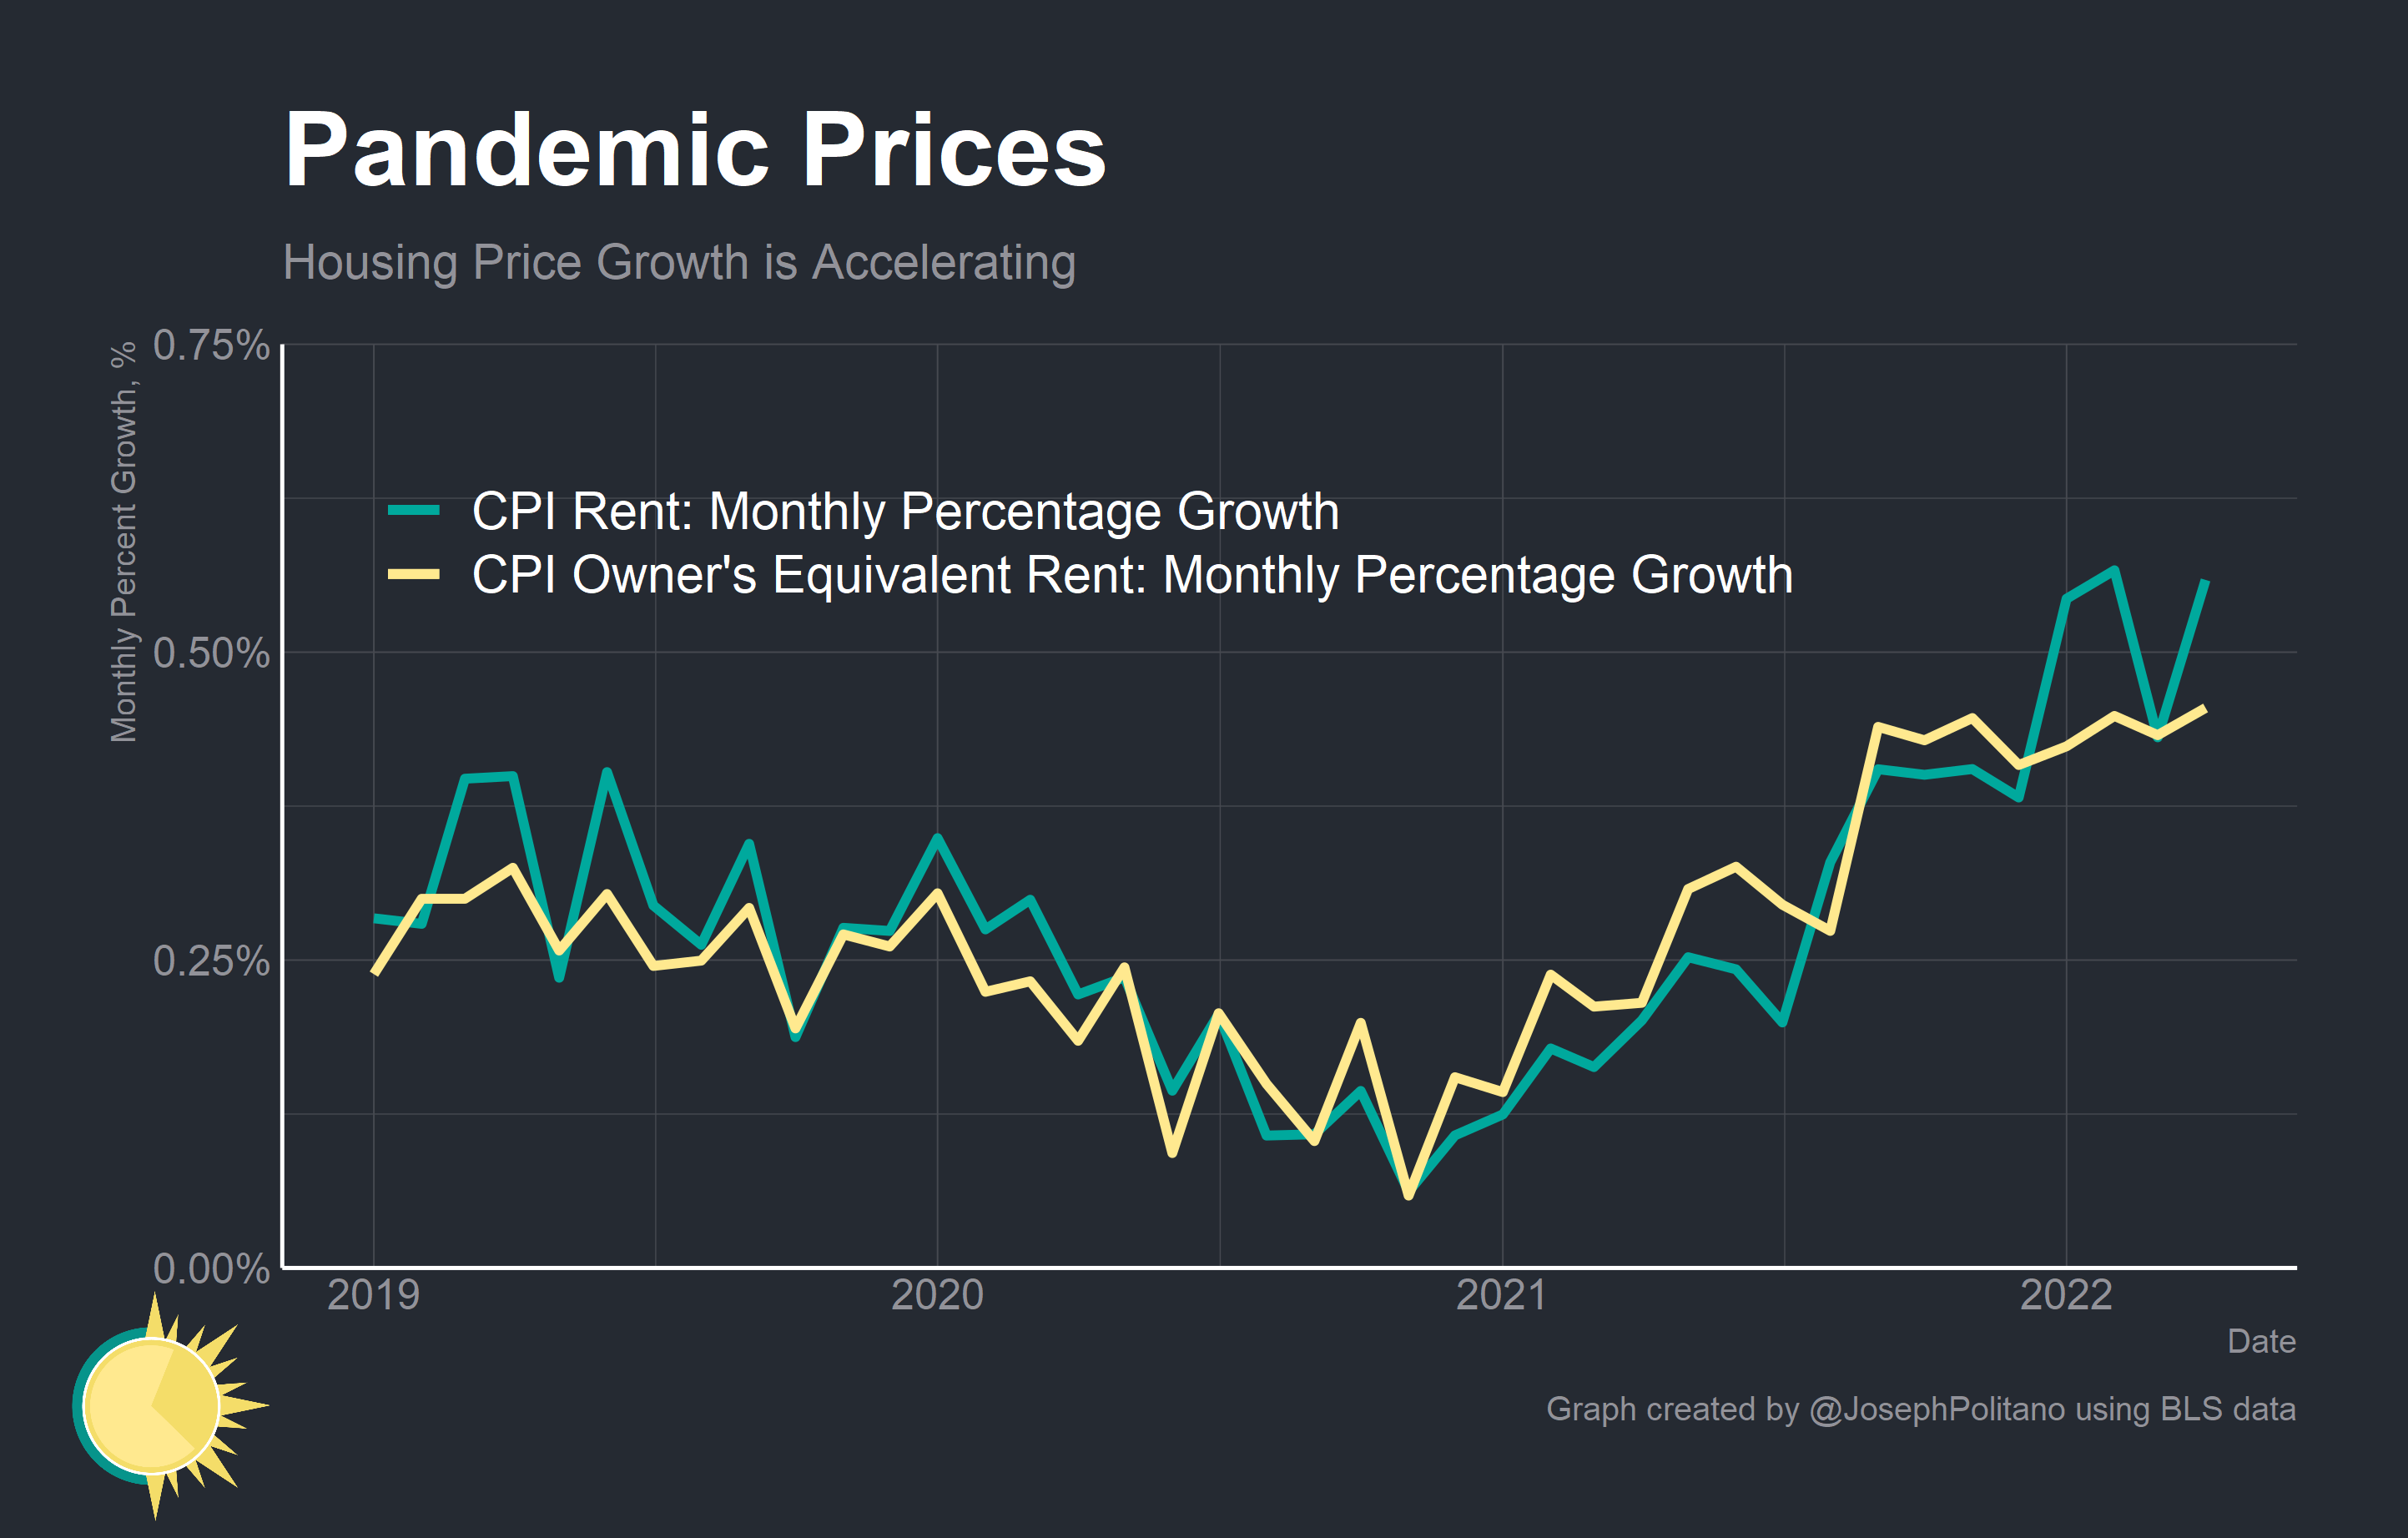 Pandemic Prices
Housing Price Growth is Accelerating
Monthly Percent Growth, %
0.75%
0.50%
0.25%
0.00%
CPI Rent: Monthly Percentage Growth
CPI Owner's Equivalent Rent: Monthly Percentage Growth
2019
2020
2021
2022
Date
Graph created by @JosephPolitano using BLS data